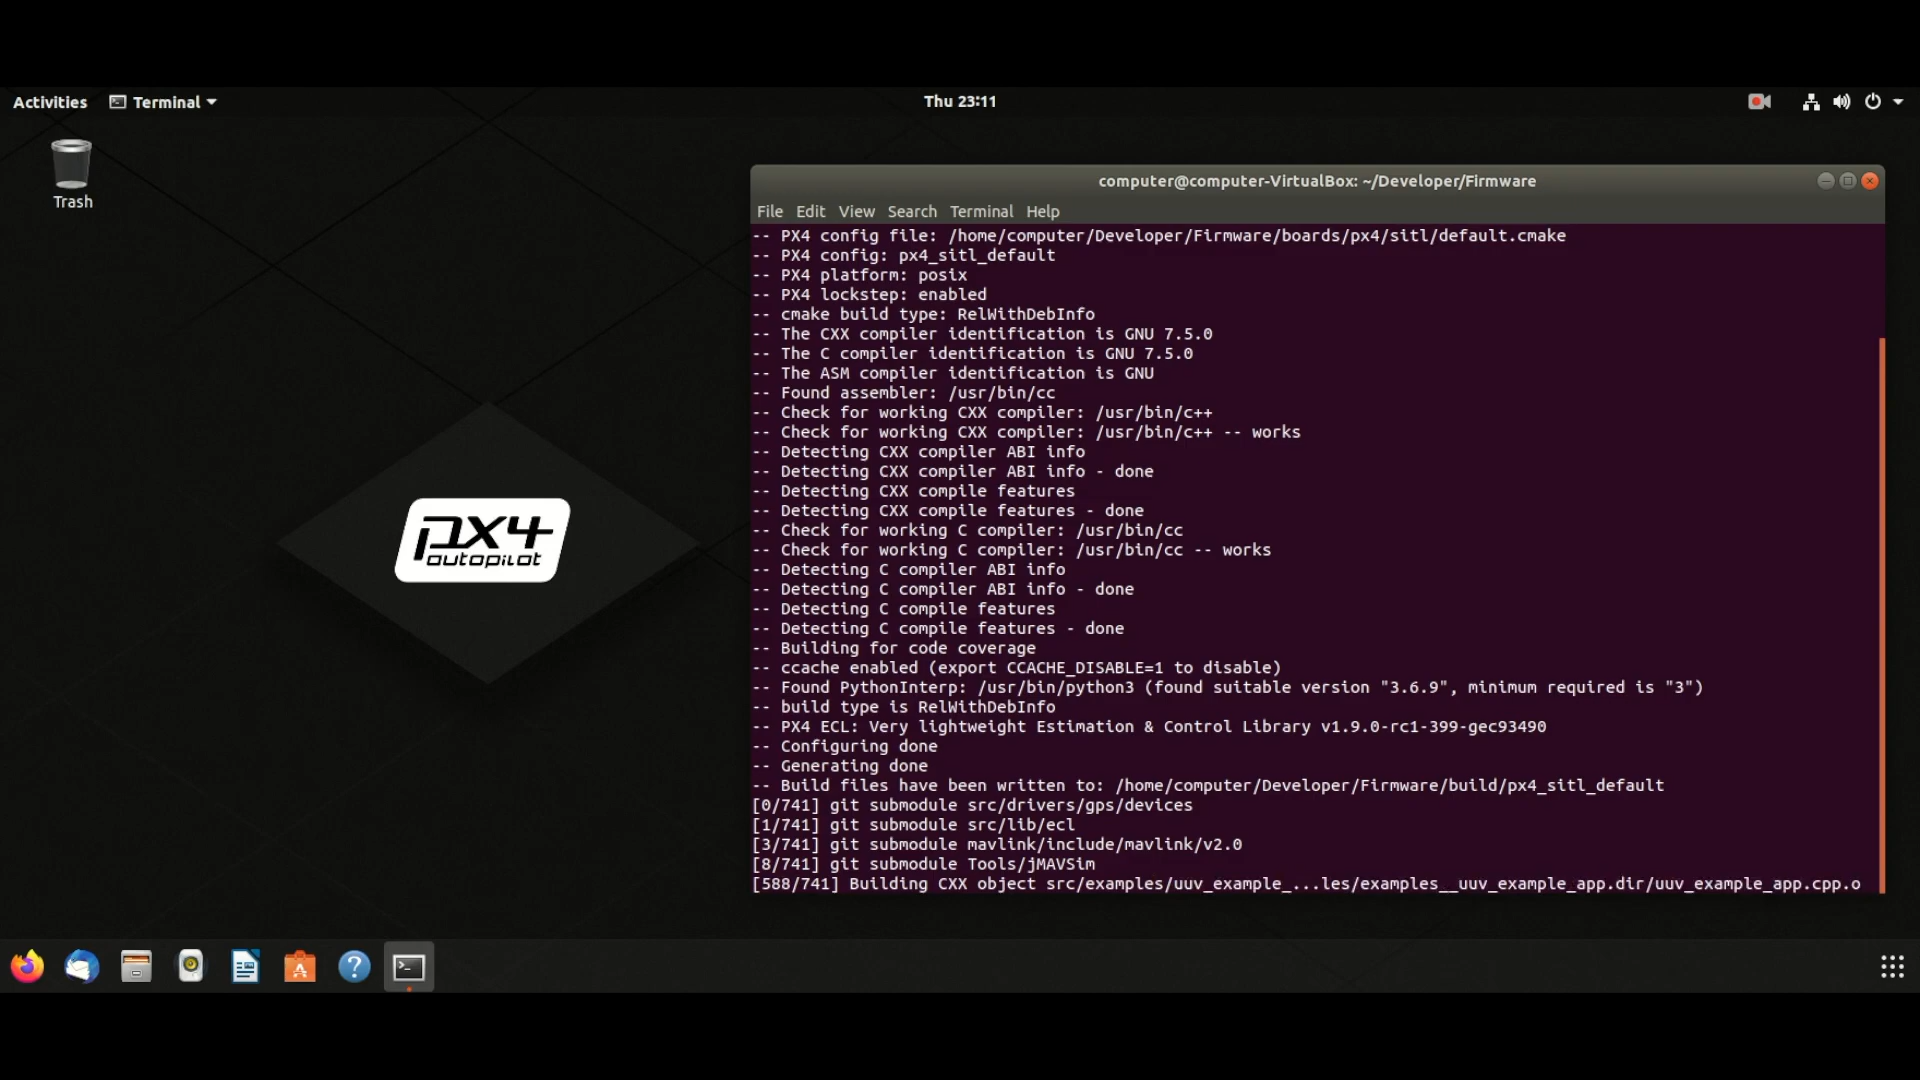 Activities
Terminal
Thu 23:11
Trash
px4
autopilot
computer@computer-VirtualBox: ~/Developer/Firmware
File Edit View Search Terminal Help
-- PX4 config file: /home/computer/Developer/Firmware/boards/px4/sitl/default.cmake
-- PX4 config: px4_sitl_default
-- PX4 platform: posix
-- PX4 lockstep: enabled
-- cmake build type: RelWithDebInfo
-- The CXX compiler identification is GNU 7.5.0
-- The C compiler identification is GNU 7.5.0
-- The ASM compiler identification is GNU
-- Found assembler: /usr/bin/cc
-- Check for working CXX compiler: /usr/bin/c++
-- Check for working CXX compiler: /usr/bin/c++ -- works
-- Detecting CXX compiler ABI info
-- Detecting CXX compiler ABI info - done
-- Detecting CXX compile features
-- Detecting CXX compile features - done
-- Check for working C compiler: /usr/bin/cc
-- Check for working C compiler: /usr/bin/cc -- works
-- Detecting C compiler ABI info
-- Detecting C compiler ABI info - done
-- Detecting C compile features
-- Detecting C compile features - done
-- Building for code coverage
-- ccache enabled (export CCACHE_DISABLE=1 to disable)
-- Found PythonInterp: /usr/bin/python3 (found suitable version "3.6.9", minimum required is "3")
-- build type is RelWithDebInfo
-- PX4 ECL: Very lightweight Estimation & Control Library v1.9.0-rc1-399-gec93490
-- Configuring done
-- Generating done
-- Build files have been written to: /home/computer/Developer/Firmware/build/px4_sitl_default
[0/741] git submodule src/drivers/gps/devices
[1/741] git submodule src/lib/ecl
[3/741] git submodule mavlink/include/mavlink/v2.0
[8/741] git submodule Tools/jMAVSim
[588/741] Building CXX object src/examples/uuv_example_...les/examples__uuv_example_app.dir/uuv_example_app.cpp.o